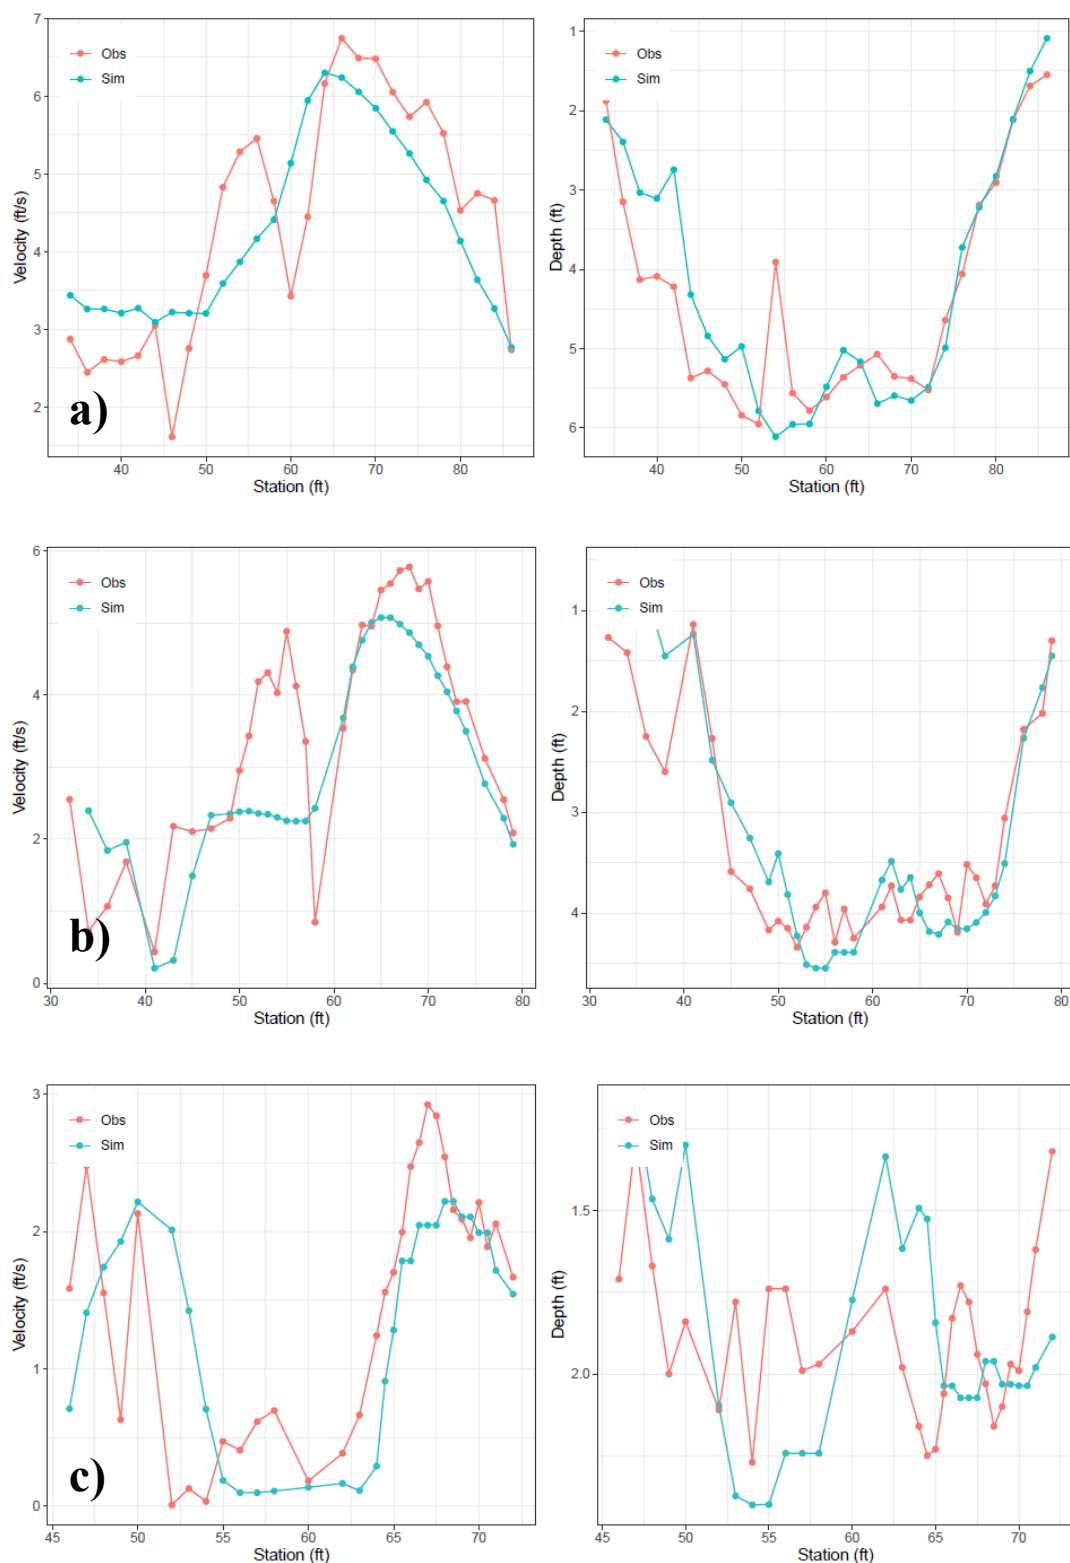 7
6
5
4
3
2
Velocity (ft/s)
Obs
Sim
a)
40 50 60 70 80
Station (ft)
1
2
3
4
5
6
Depth (ft)
Obs
Sim
40 50 60 70 80
Station (ft)
6
4
2
0
Velocity (ft/s)
Obs
Sim
b)
30 40 50 60 70 80
Station (ft)
1
2
3
4
Depth (ft)
Obs
Sim
30 40 50 60 70 80
Station (ft)
3
2
1
0
Velocity (ft/s)
Obs
Sim
c)
45 50 55 60 65 70
Station (ft)
1.5
2.0
Depth (ft)
Obs
Sim
45 50 55 60 65 70
Station (ft)